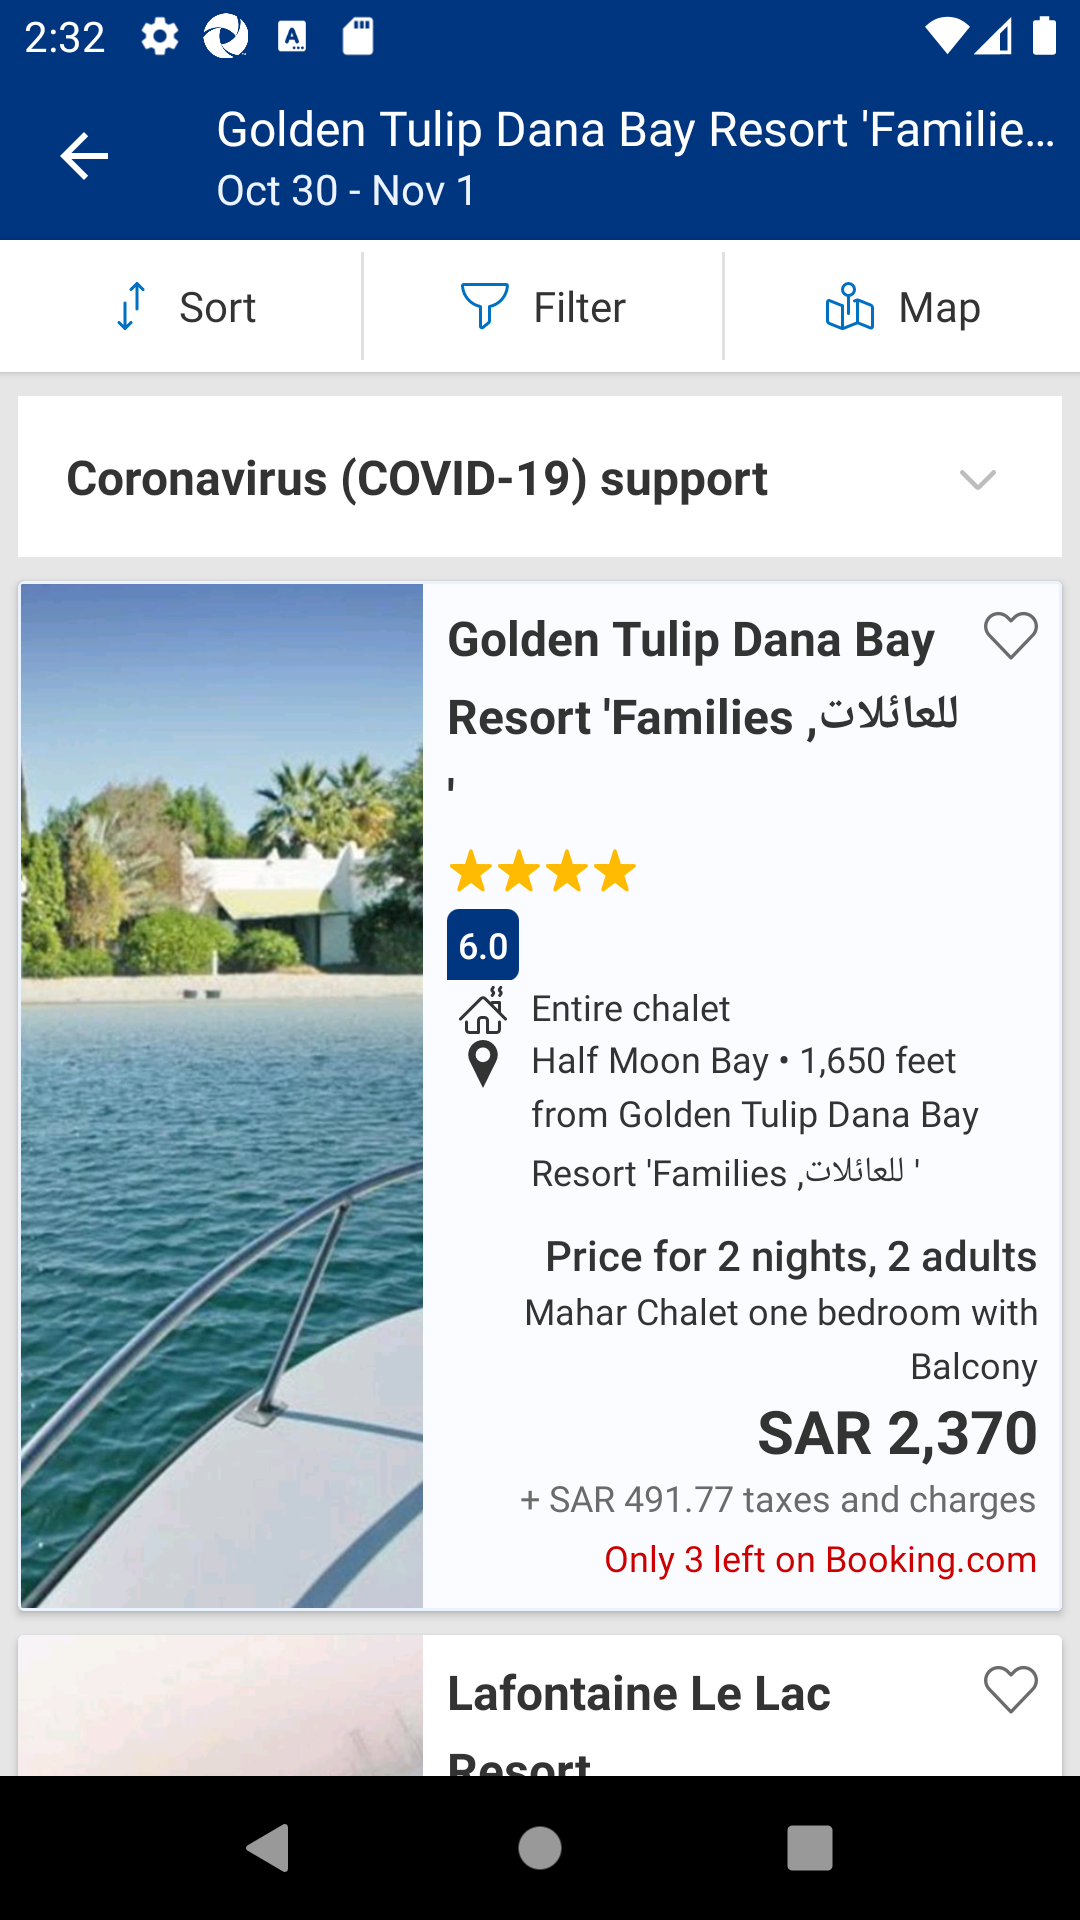 2:32
Golden Tulip Dana Bay Resort 'Familie...
Oct 30 - Nov 1
Sort
Filter
Map
Coronavirus (COVID-19) support
Golden Tulip Dana Bay
Resort 'Families ,للعائلات
'
6.0
Entire chalet
Half Moon Bay • 1,650 feet
from Golden Tulip Dana Bay
Resort 'Families ,للعائلات '
Price for 2 nights, 2 adults
Mahar Chalet one bedroom with
Balcony
SAR 2,370
+ SAR 491.77 taxes and charges
Only 3 left on Booking.com
Lafontaine Le Lac
Resort